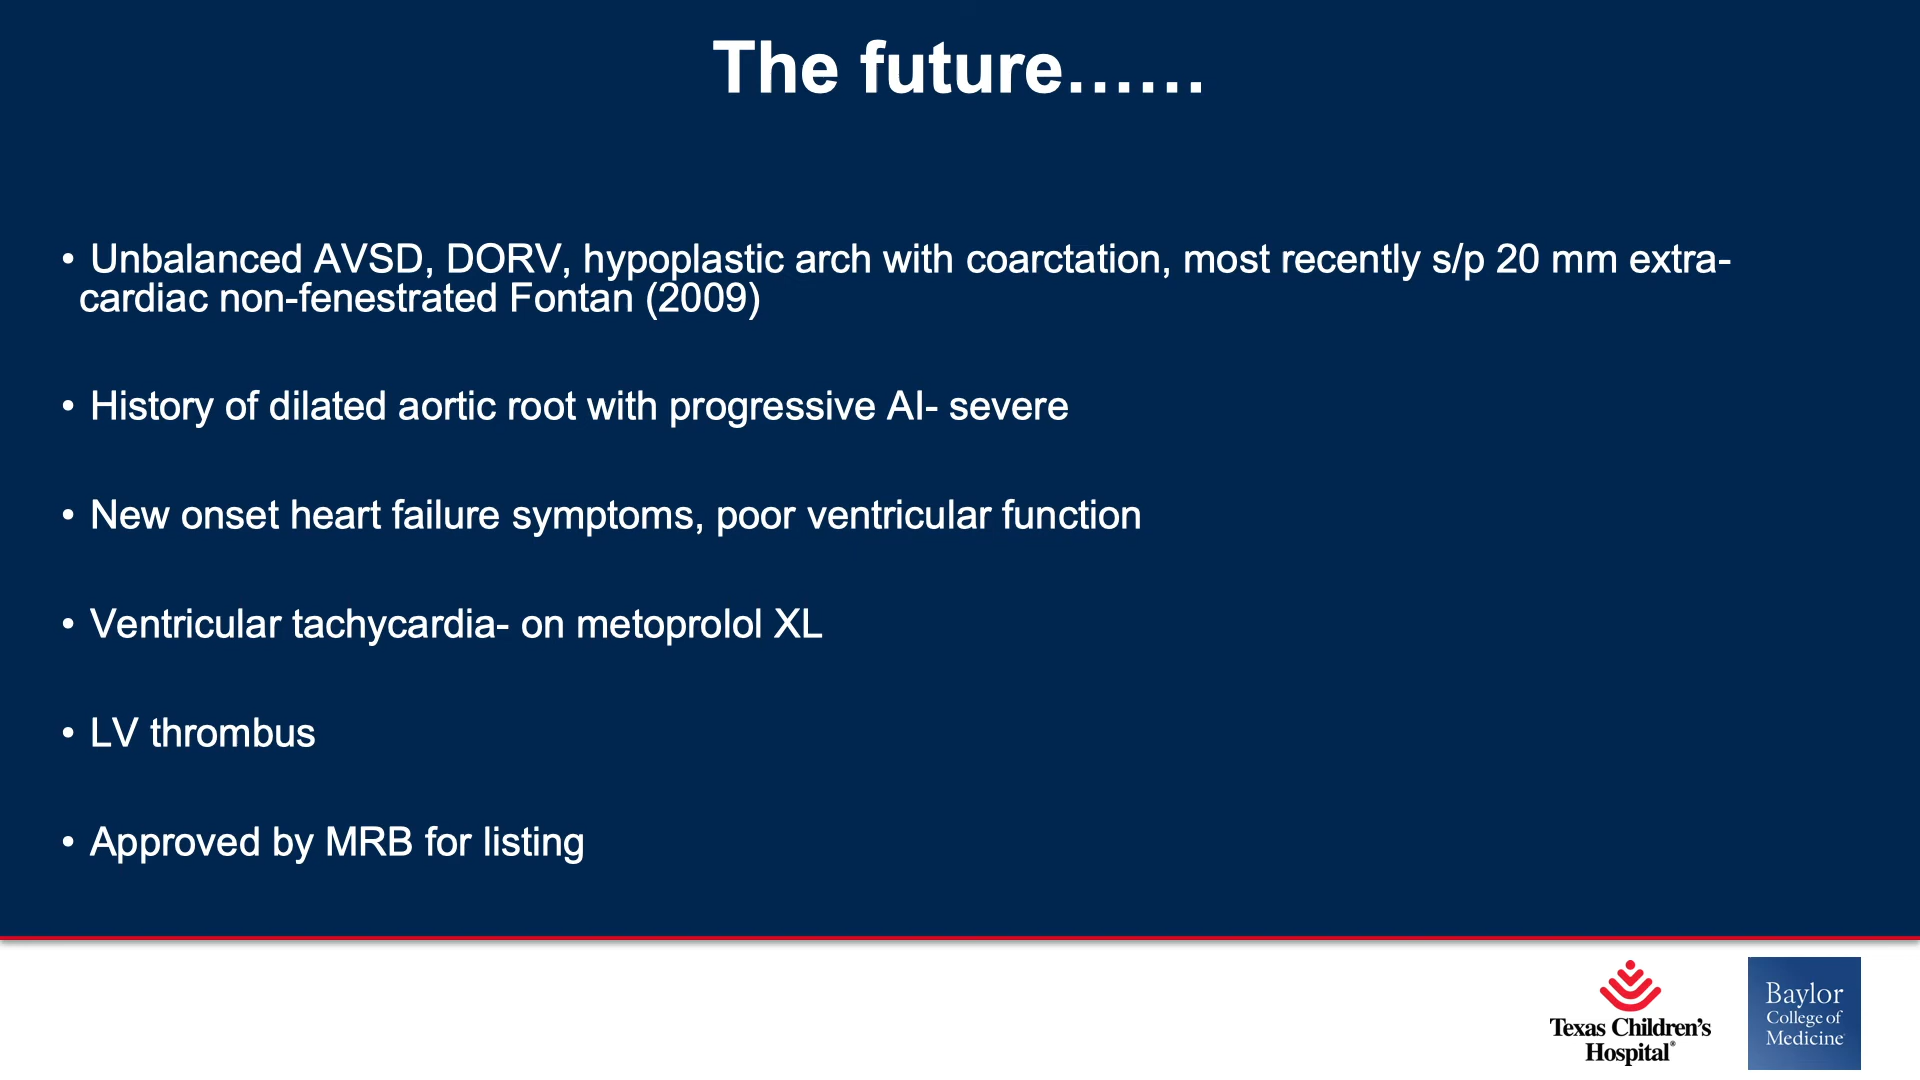 The future......
• Unbalanced AVSD, DORV, hypoplastic arch with coarctation, most recently s/p 20 mm extra-
cardiac non-fenestrated Fontan (2009)
• History of dilated aortic root with progressive AI- severe
• New onset heart failure symptoms, poor ventricular function
• Ventricular tachycardia- on metoprolol XL
• LV thrombus
• Approved by MRB for listing
Texas Children's
Hospital®
Baylor
College of
Medicine